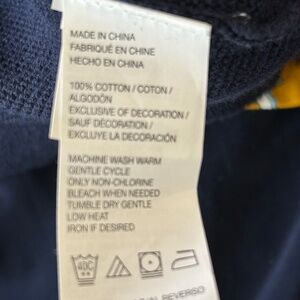 MADE IN CHINA
FABRIQUÉ EN CHINE
HECHO EN CHINA
100% COTTON / COTON /
ALGODÓN
EXCLUSIVE OF DECORATION /
SAUF DÉCORATION /
EXCLUYE LA DECORACIÓN
MACHINE WASH WARM
GENTLE CYCLE
ONLY NON-CHLORINE
BLEACH WHEN NEEDED
TUMBLE DRY GENTLE
LOW HEAT
IRON IF DESIRED
40C
REVERSO